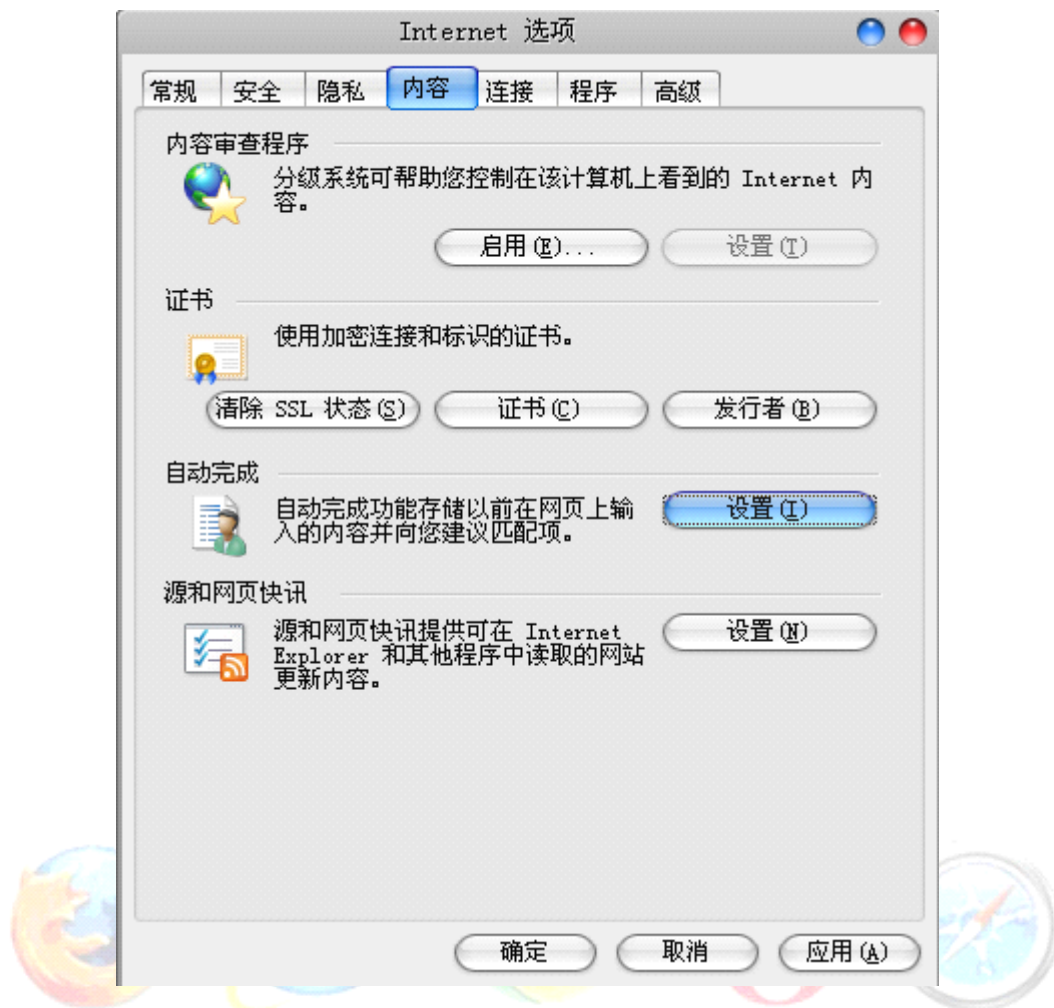 Internet 选项
常规 安全 隐私 内容 连接 程序 高级
内容审查程序
分级系统可帮助您控制在该计算机上看到的 Internet 内
容。
启用(E)... 设置(T)
证书
使用加密连接和标识的证书。
清除 SSL 状态(S) 证书(C) 发行者(B)
自动完成
自动完成功能存储以前在网页上输
入的内容并向您建议匹配项。
设置(I)
源和网页快讯
源和网页快讯提供可在 Internet
Explorer 和其他程序中读取的网站
更新内容。
设置(N)
确定 取消 应用(A)